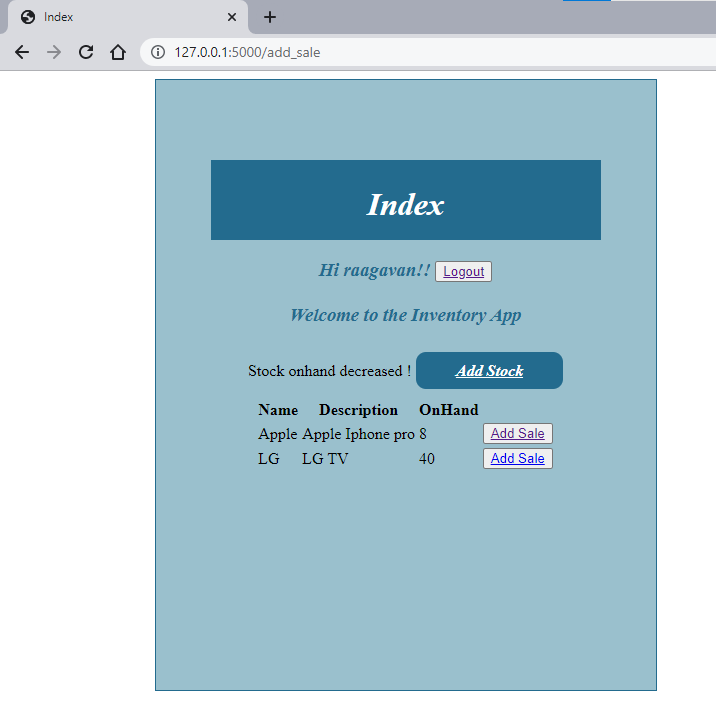 Index
127.0.0.1:5000/add_sale
Index
Hi raagavan!! Logout
Welcome to the Inventory App
Stock onhand decreased ! Add Stock
Name Description OnHand
Apple Apple Iphone pro 8 Add Sale
LG LG TV 40 Add Sale